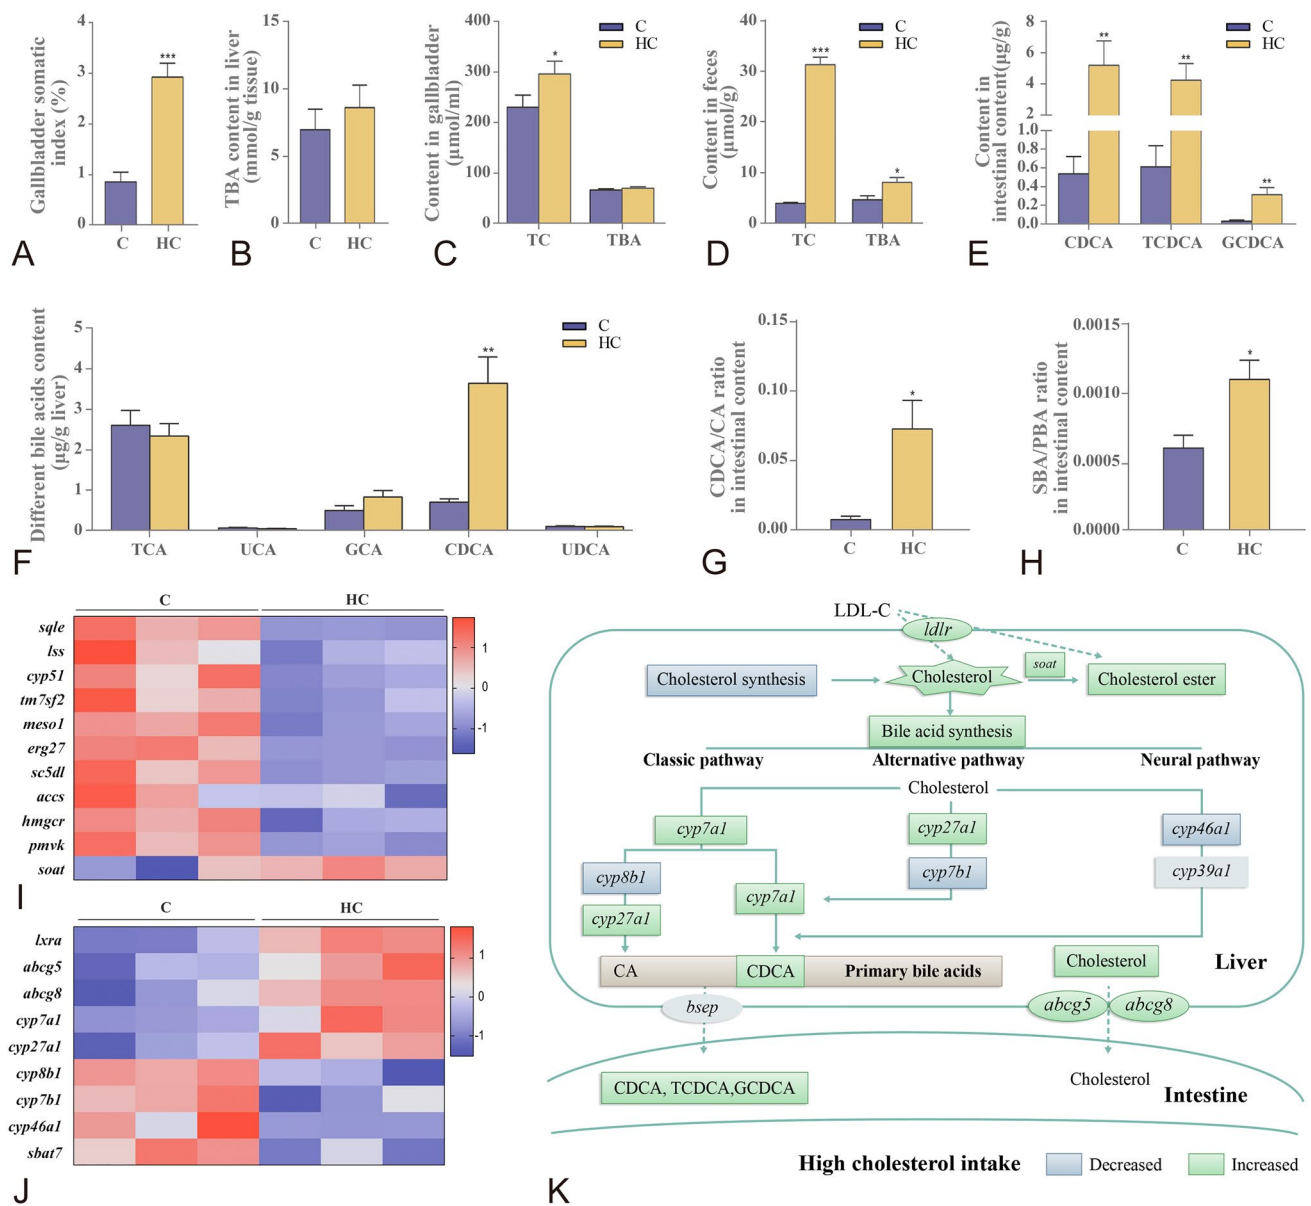 Gallbladder somatic
index (%)
4
3
2
1
0
***
C
HC
A
TBA content in liver
(mmol/g tissue)
15
10
5
0
C
HC
B
Content in gallbladder
(μmol/ml)
400
300
200
100
0
*
C
HC
TC
TBA
C
Content in feces
(μmol/g)
40
30
20
10
0
***
*
C
HC
TC
TBA
D
Content in
intestinal content(μg/g)
8
6
4
2
1.0
0.8
0.6
0.4
0.2
0.0
**
**
**
C
HC
CDCA
TCDCA
GCDCA
E
Different bile acids content
(μg/g liver)
5
4
3
2
1
0
**
C
HC
TCA
UCA
GCA
CDCA
UDCA
F
CDCA/CA ratio
in intestinal content
0.15
0.10
0.05
0.00
*
C
HC
G
SBA/PBA ratio
in intestinal content
0.0015
0.0010
0.0005
0.0000
*
C
HC
H
C
HC
sqle
lss
cyp51
tm7sf2
meso1
erg27
sc5dl
accs
hmgcr
pmvk
soat
1
0
-1
I
C
HC
lxra
abcg5
abcg8
cyp7a1
cyp27a1
cyp8b1
cyp7b1
cyp46a1
sbat7
1
0
-1
J
LDL-C
ldlr
Cholesterol synthesis
Cholesterol
soat
Cholesterol ester
Bile acid synthesis
Classic pathway
Alternative pathway
Neural pathway
Cholesterol
cyp7a1
cyp27a1
cyp46a1
cyp8b1
cyp7b1
cyp39a1
cyp7a1
cyp27a1
CA
CDCA
Primary bile acids
Cholesterol
Liver
bsep
abcg5
abcg8
CDCA, TCDCA,GCDCA
Cholesterol
Intestine
High cholesterol intake
Decreased
Increased
K